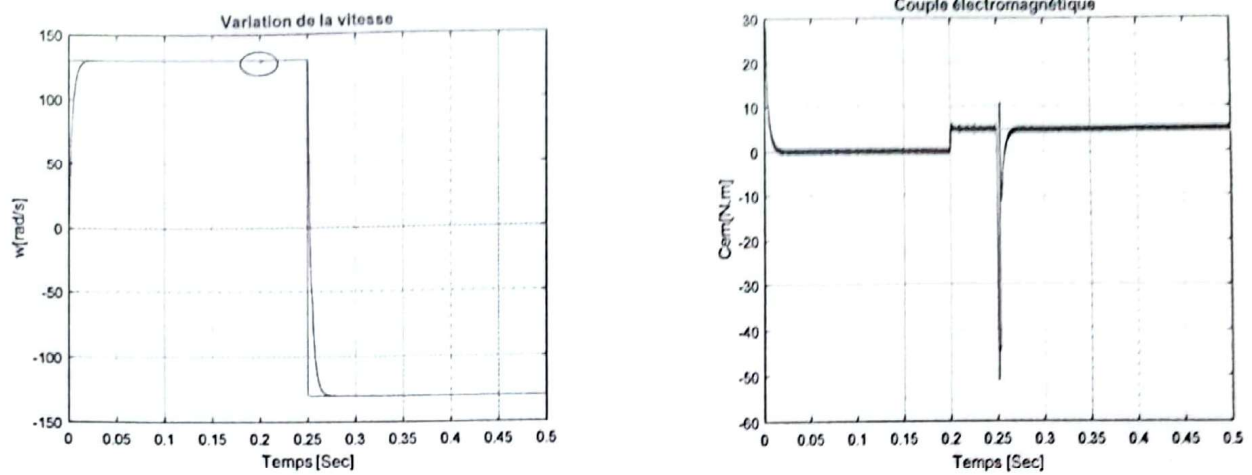 Variation de la vitesse
150
100
50
0
-50
-100
-150
w[rad/s]
0 0.05 0.1 0.15 0.2 0.25 0.3 0.35 0.4 0.45 0.5
Temps [Sec]
Couple électromagnétique
30
20
10
0
-10
-20
-30
-40
-50
-60
Cem[N.m]
0 0.05 0.1 0.15 0.2 0.25 0.3 0.35 0.4 0.45 0.5
Temps [Sec]